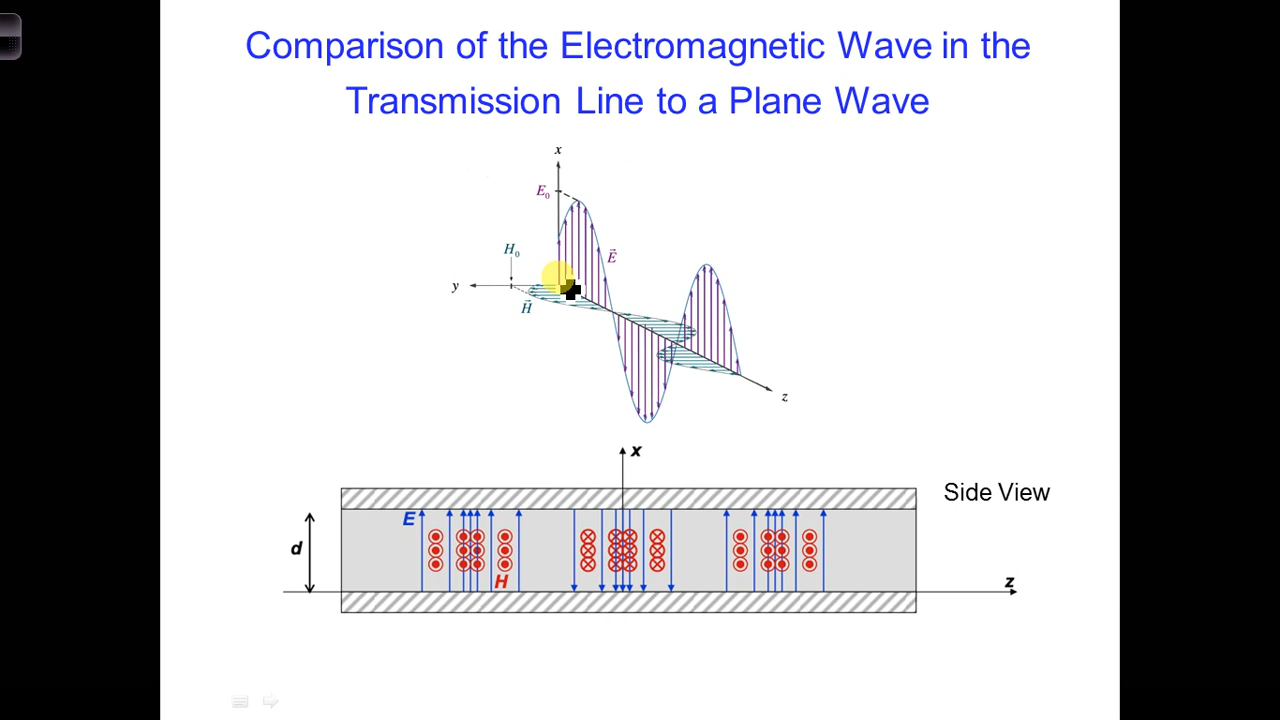 Comparison of the Electromagnetic Wave in the
Transmission Line to a Plane Wave
x
E₀
H₀
E⃗
y
H⃗
z
x
Side View
E
d
H
z